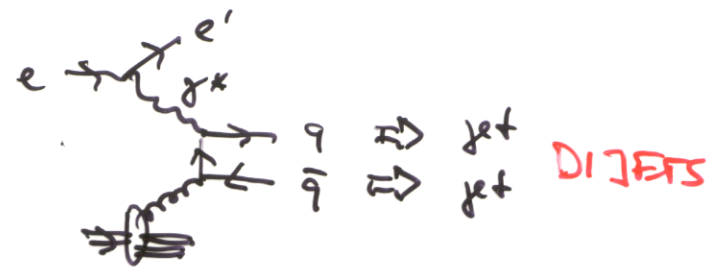 e'
e
γ*
q ⇒ jet
q̄ ⇒ jet
DIJETS